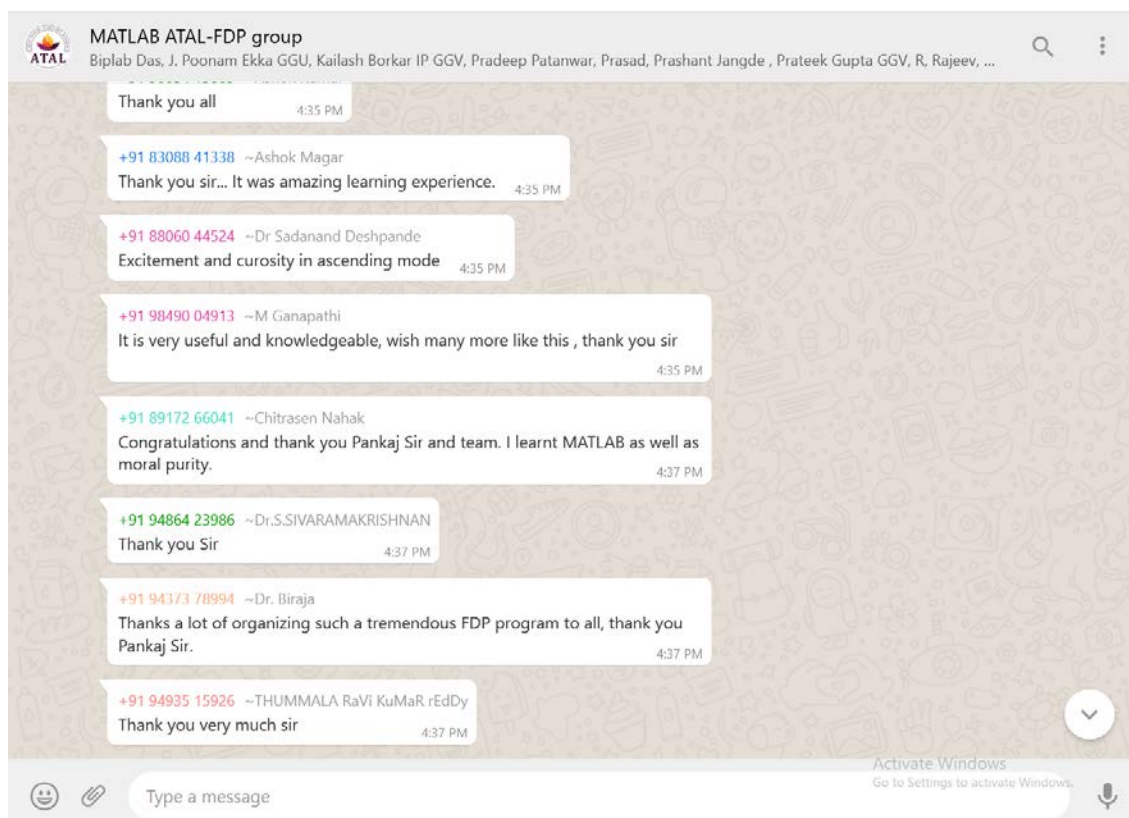 MATLAB ATAL-FDP group
Biplab Das, J. Poonam Ekka GGU, Kailash Borkar IP GGV, Pradeep Patanwar, Prasad, Prashant Jangde , Prateek Gupta GGV, R, Rajeev, ...
ATAL
Thank you all
4:35 PM
+91 83088 41338 ~Ashok Magar
Thank you sir... It was amazing learning experience. 4:35 PM
+91 88060 44524 ~Dr Sadanand Deshpande
Excitement and curosity in ascending mode 4:35 PM
+91 98490 04913 ~M Ganapathi
It is very useful and knowledgeable, wish many more like this , thank you sir
4:35 PM
+91 89172 66041 ~Chitrasen Nahak
Congratulations and thank you Pankaj Sir and team. I learnt MATLAB as well as
moral purity. 4:37 PM
+91 94864 23986 ~Dr.S.SIVARAMAKRISHNAN
Thank you Sir 4:37 PM
+91 94373 78994 ~Dr. Biraja
Thanks a lot of organizing such a tremendous FDP program to all, thank you
Pankaj Sir. 4:37 PM
+91 94935 15926 ~THUMMALA RaVi KuMaR rEdDy
Thank you very much sir 4:37 PM
Activate Windows
Go to Settings to activate Windows.
Type a message